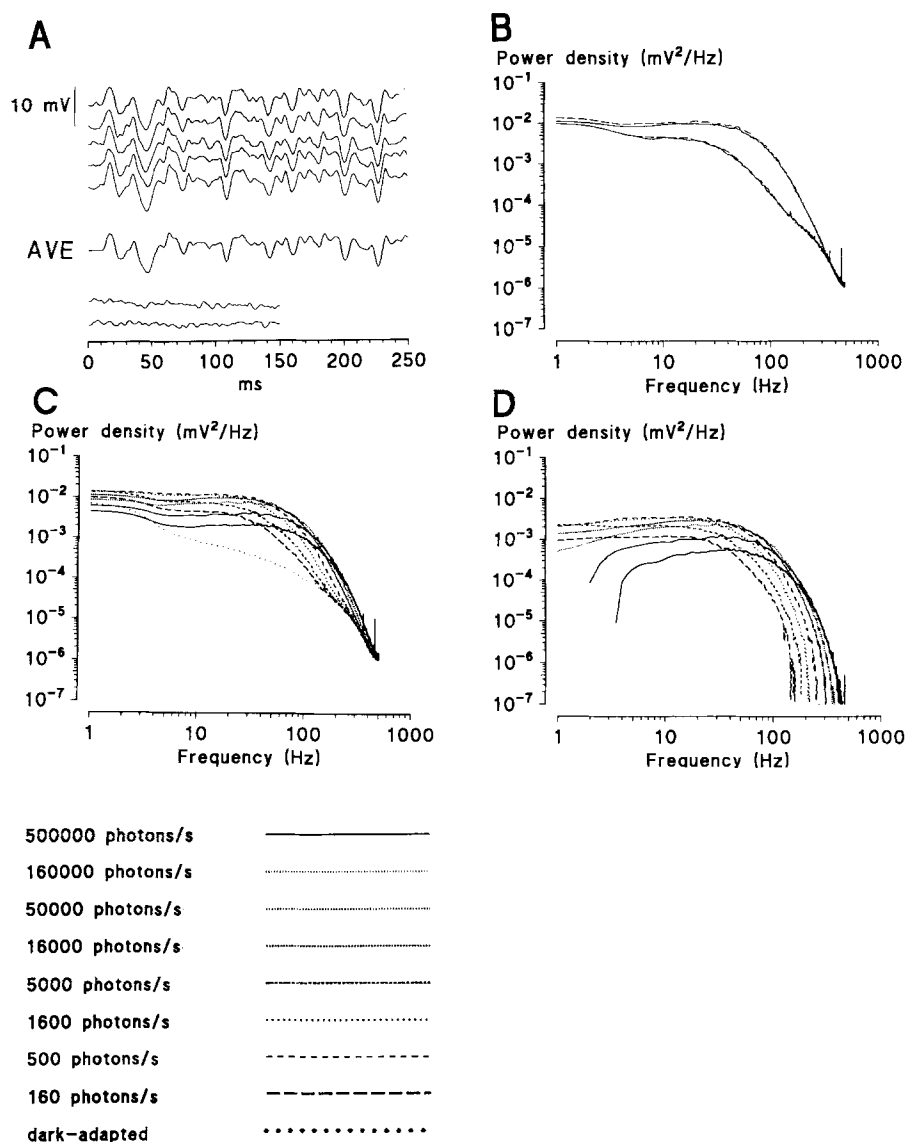 A
10 mV
AVE
0 50 100 150 200 250
ms
B
Power density (mV²/Hz)
10⁻¹
10⁻²
10⁻³
10⁻⁴
10⁻⁵
10⁻⁶
10⁻⁷
1 10 100 1000
Frequency (Hz)
C
Power density (mV²/Hz)
10⁻¹
10⁻²
10⁻³
10⁻⁴
10⁻⁵
10⁻⁶
10⁻⁷
1 10 100 1000
Frequency (Hz)
D
Power density (mV²/Hz)
10⁻¹
10⁻²
10⁻³
10⁻⁴
10⁻⁵
10⁻⁶
10⁻⁷
1 10 100 1000
Frequency (Hz)
500000 photons/s
160000 photons/s
50000 photons/s
16000 photons/s
5000 photons/s
1600 photons/s
500 photons/s
160 photons/s
dark-adapted